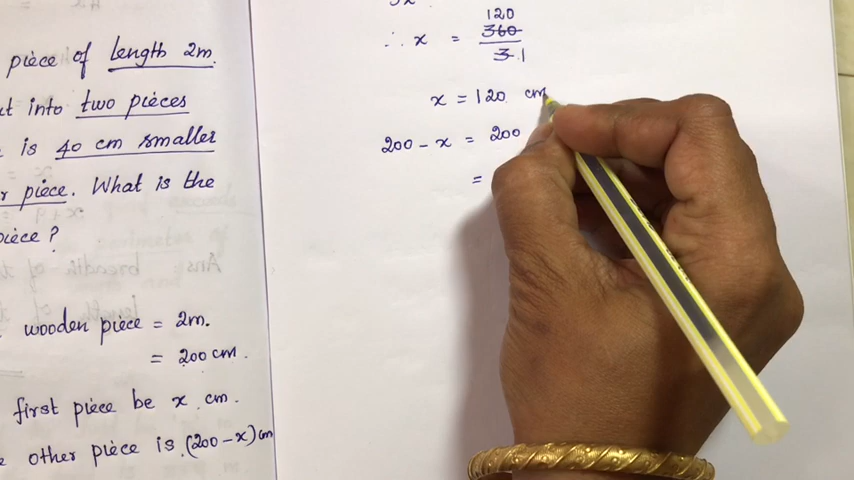 piece of length 2m.
into two pieces
is 40 cm smaller
piece. What is the
piece?
wooden piece = 2m.
= 200 cm.
first piece be x cm.
other piece is (200 - x) cm
∴ x = 120 360 / 3 1
x = 120 cm
200 - x = 200
=